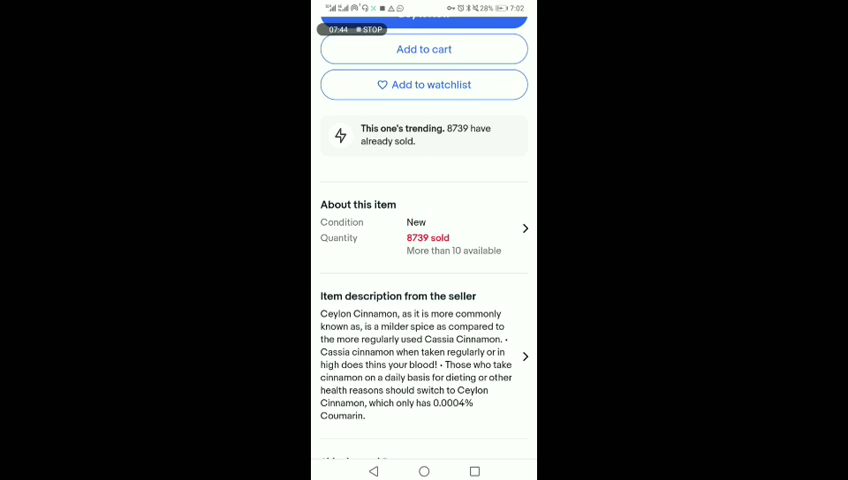 28% 7:02
07:44 STOP
Add to cart
Add to watchlist
This one's trending. 8739 have
already sold.
About this item
Condition New
Quantity 8739 sold
More than 10 available
Item description from the seller
Ceylon Cinnamon, as it is more commonly
known as, is a milder spice as compared to
the more regularly used Cassia Cinnamon. •
Cassia cinnamon when taken regularly or in
high does thins your blood! • Those who take
cinnamon on a daily basis for dieting or other
health reasons should switch to Ceylon
Cinnamon, which only has 0.0004%
Coumarin.